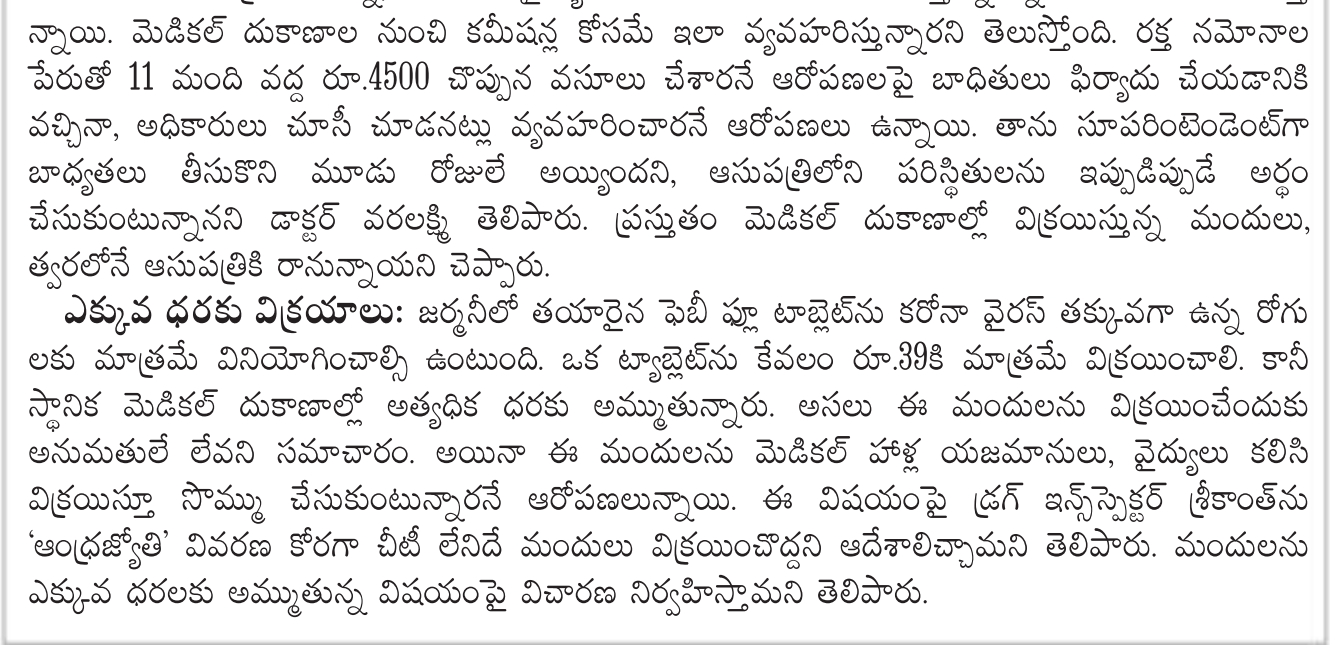 న్నాయి. మెడికల్ దుకాణాల నుంచి కమీషన్ల కోసమే ఇలా వ్యవహరిస్తున్నారని తెలుస్తోంది. రక్త నమోనాల
పేరుతో 11 మంది వద్ద రూ.4500 చొప్పున వసూలు చేశారనే ఆరోపణలపై బాధితులు ఫిర్యాదు చేయడానికి
వచ్చినా, అధికారులు చూసీ చూడనట్లు వ్యవహరించారనే ఆరోపణలు ఉన్నాయి. తాను సూపరింటెండెంట్‌గా
బాధ్యతలు తీసుకొని మూడు రోజులే అయ్యిందని, ఆసుపత్రిలోని పరిస్థితులను ఇప్పుడిప్పుడే అర్థం
చేసుకుంటున్నానని డాక్టర్ వరలక్ష్మి తెలిపారు. ప్రస్తుతం మెడికల్ దుకాణాల్లో విక్రయిస్తున్న మందులు,
త్వరలోనే ఆసుపత్రికి రానున్నాయని చెప్పారు.
ఎక్కువ ధరకు విక్రయాలు: జర్మనీలో తయారైన ఫెబీ ఫ్లూ టాబ్లెట్‌ను కరోనా వైరస్ తక్కువగా ఉన్న రోగు
లకు మాత్రమే వినియోగించాల్సి ఉంటుంది. ఒక ట్యాబ్లెట్‌ను కేవలం రూ.39కి మాత్రమే విక్రయించాలి. కానీ
స్థానిక మెడికల్ దుకాణాల్లో అత్యధిక ధరకు అమ్ముతున్నారు. అసలు ఈ మందులను విక్రయించేందుకు
అనుమతులే లేవని సమాచారం. అయినా ఈ మందులను మెడికల్ హాళ్ల యజమానులు, వైద్యులు కలిసి
విక్రయిస్తూ సొమ్ము చేసుకుంటున్నారనే ఆరోపణలున్నాయి. ఈ విషయంపై డ్రగ్ ఇన్స్‌స్పెక్టర్ శ్రీకాంత్‌ను
‘ఆంధ్రజ్యోతి’ వివరణ కోరగా చీటీ లేనిదే మందులు విక్రయించొద్దని ఆదేశాలిచ్చామని తెలిపారు. మందులను
ఎక్కువ ధరలకు అమ్ముతున్న విషయంపై విచారణ నిర్వహిస్తామని తెలిపారు.